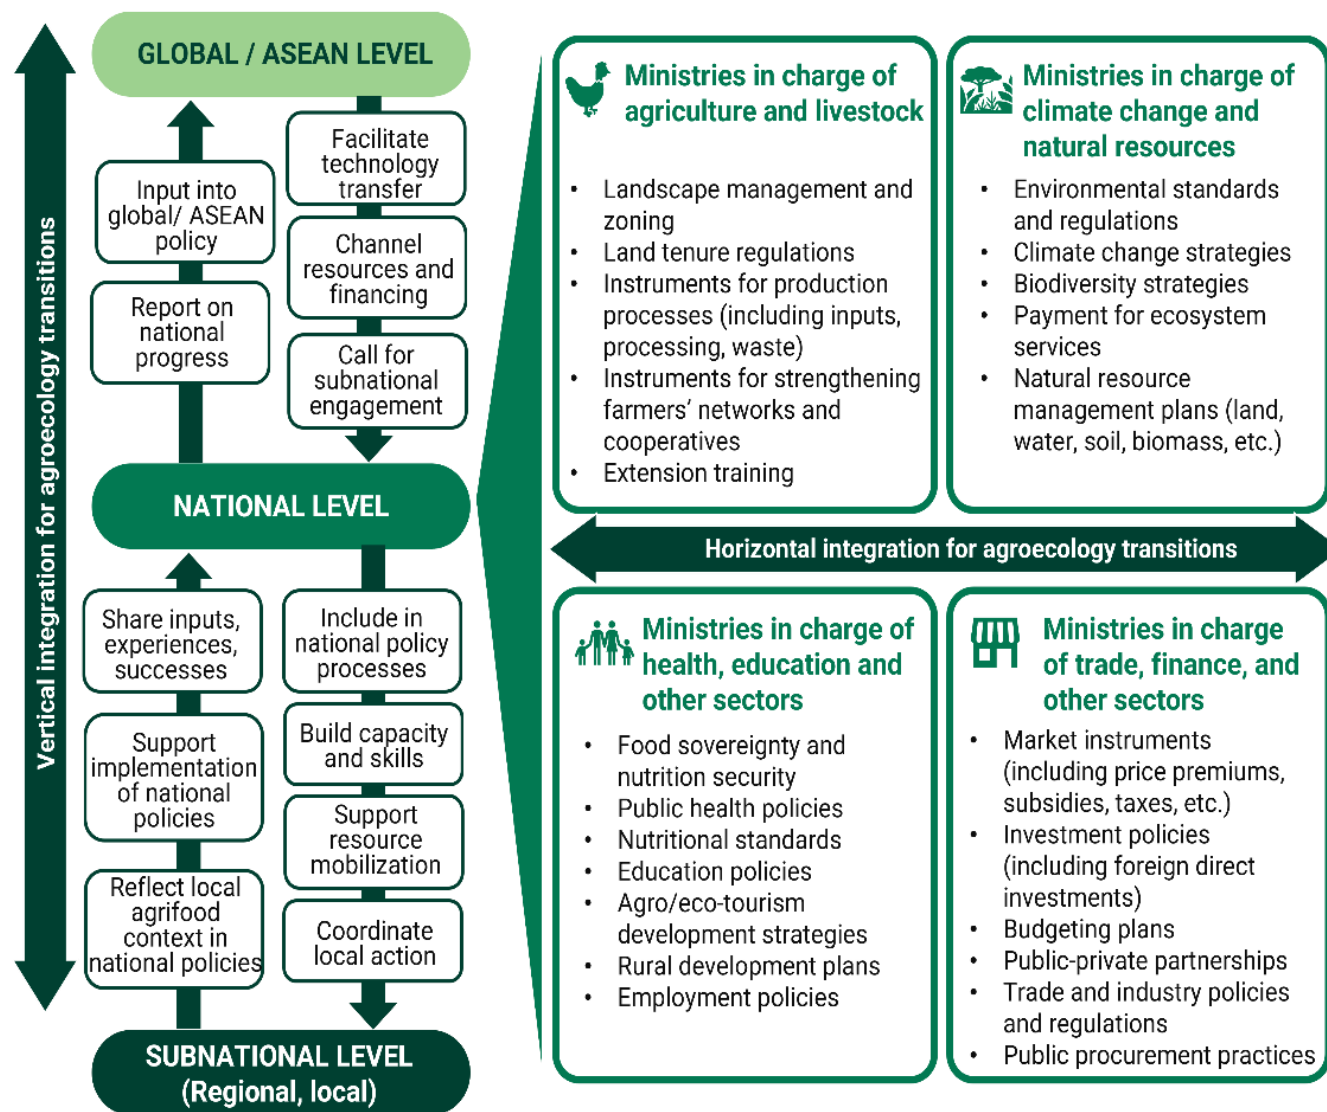 Vertical integration for agroecology transitions
GLOBAL / ASEAN LEVEL
Input into
global/ ASEAN
policy
Report on
national
progress
Facilitate
technology
transfer
Channel
resources and
financing
Call for
subnational
engagement
NATIONAL LEVEL
Share inputs,
experiences,
successes
Support
implementation
of national
policies
Reflect local
agrifood
context in
national policies
Include in
national policy
processes
Build capacity
and skills
Support
resource
mobilization
Coordinate
local action
SUBNATIONAL LEVEL
(Regional, local)
Ministries in charge of
agriculture and livestock
• Landscape management and
zoning
• Land tenure regulations
• Instruments for production
processes (including inputs,
processing, waste)
• Instruments for strengthening
farmers’ networks and
cooperatives
• Extension training
Ministries in charge of
climate change and
natural resources
• Environmental standards
and regulations
• Climate change strategies
• Biodiversity strategies
• Payment for ecosystem
services
• Natural resource
management plans (land,
water, soil, biomass, etc.)
Horizontal integration for agroecology transitions
Ministries in charge of
health, education and
other sectors
• Food sovereignty and
nutrition security
• Public health policies
• Nutritional standards
• Education policies
• Agro/eco-tourism
development strategies
• Rural development plans
• Employment policies
Ministries in charge
of trade, finance, and
other sectors
• Market instruments
(including price premiums,
subsidies, taxes, etc.)
• Investment policies
(including foreign direct
investments)
• Budgeting plans
• Public-private partnerships
• Trade and industry policies
and regulations
• Public procurement practices